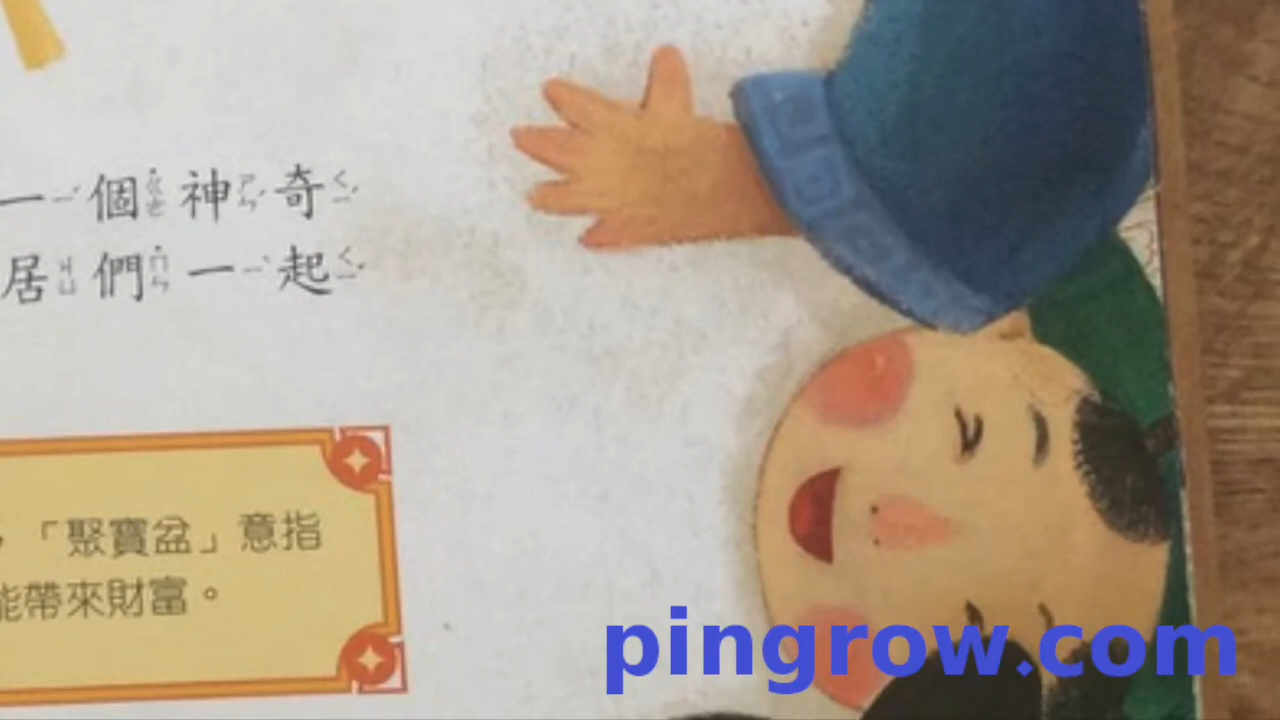 一個神奇
居們一起
，「聚寶盆」意指
能帶來財富。
pingrow.com